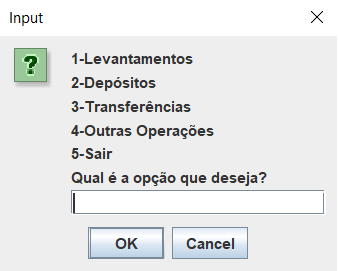 Input
1-Levantamentos
2-Depósitos
3-Transferências
4-Outras Operações
5-Sair
Qual é a opção que deseja?
OK Cancel